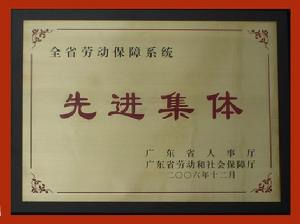 全省劳动保障系统
先进集体
广东省人事厅
广东省劳动和社会保障厅
二〇〇六年十二月